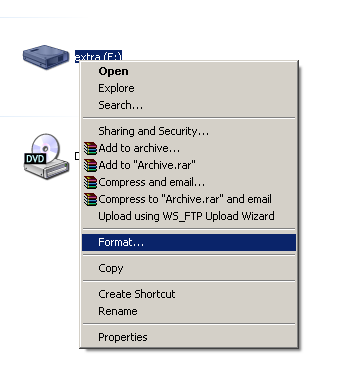 extra (E:)
Open
Explore
Search...
Sharing and Security...
Add to archive...
Add to "Archive.rar"
Compress and email...
Compress to "Archive.rar" and email
Upload using WS_FTP Upload Wizard
Format...
Copy
Create Shortcut
Rename
Properties
DVD